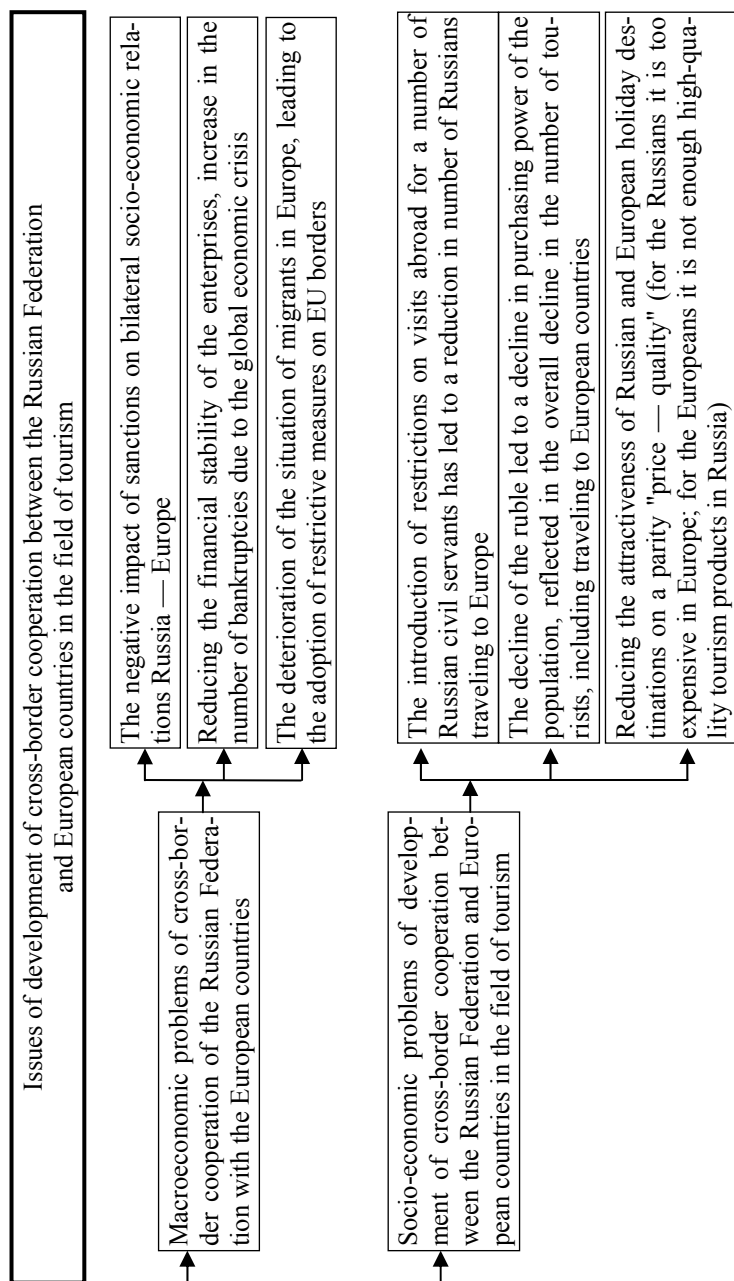 Issues of development of cross-border cooperation between the Russian Federation
and European countries in the field of tourism
Macroeconomic problems of cross-bor-
der cooperation of the Russian Federa-
tion with the European countries
The negative impact of sanctions on bilateral socio-economic rela-
tions Russia — Europe
Reducing the financial stability of the enterprises, increase in the
number of bankruptcies due to the global economic crisis
The deterioration of the situation of migrants in Europe, leading to
the adoption of restrictive measures on EU borders
Socio-economic problems of develop-
ment of cross-border cooperation bet-
ween the Russian Federation and Euro-
pean countries in the field of tourism
The introduction of restrictions on visits abroad for a number of
Russian civil servants has led to a reduction in number of Russians
traveling to Europe
The decline of the ruble led to a decline in purchasing power of the
population, reflected in the overall decline in the number of tou-
rists, including traveling to European countries
Reducing the attractiveness of Russian and European holiday des-
tinations on a parity "price — quality" (for the Russians it is too
expensive in Europe; for the Europeans it is not enough high-qua-
lity tourism products in Russia)